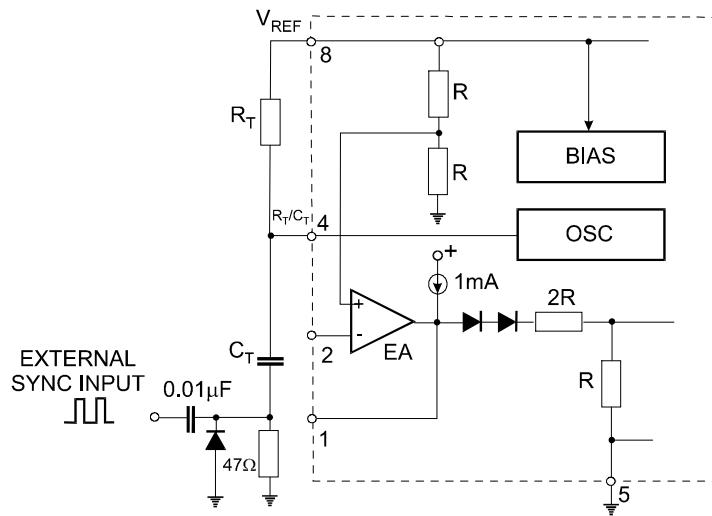 V_REF
8
R
R_T
R
BIAS
R_T/C_T
4
OSC
+
1mA
2R
+
-
EA
2
C_T
R
EXTERNAL
SYNC INPUT
0.01µF
1
47Ω
5